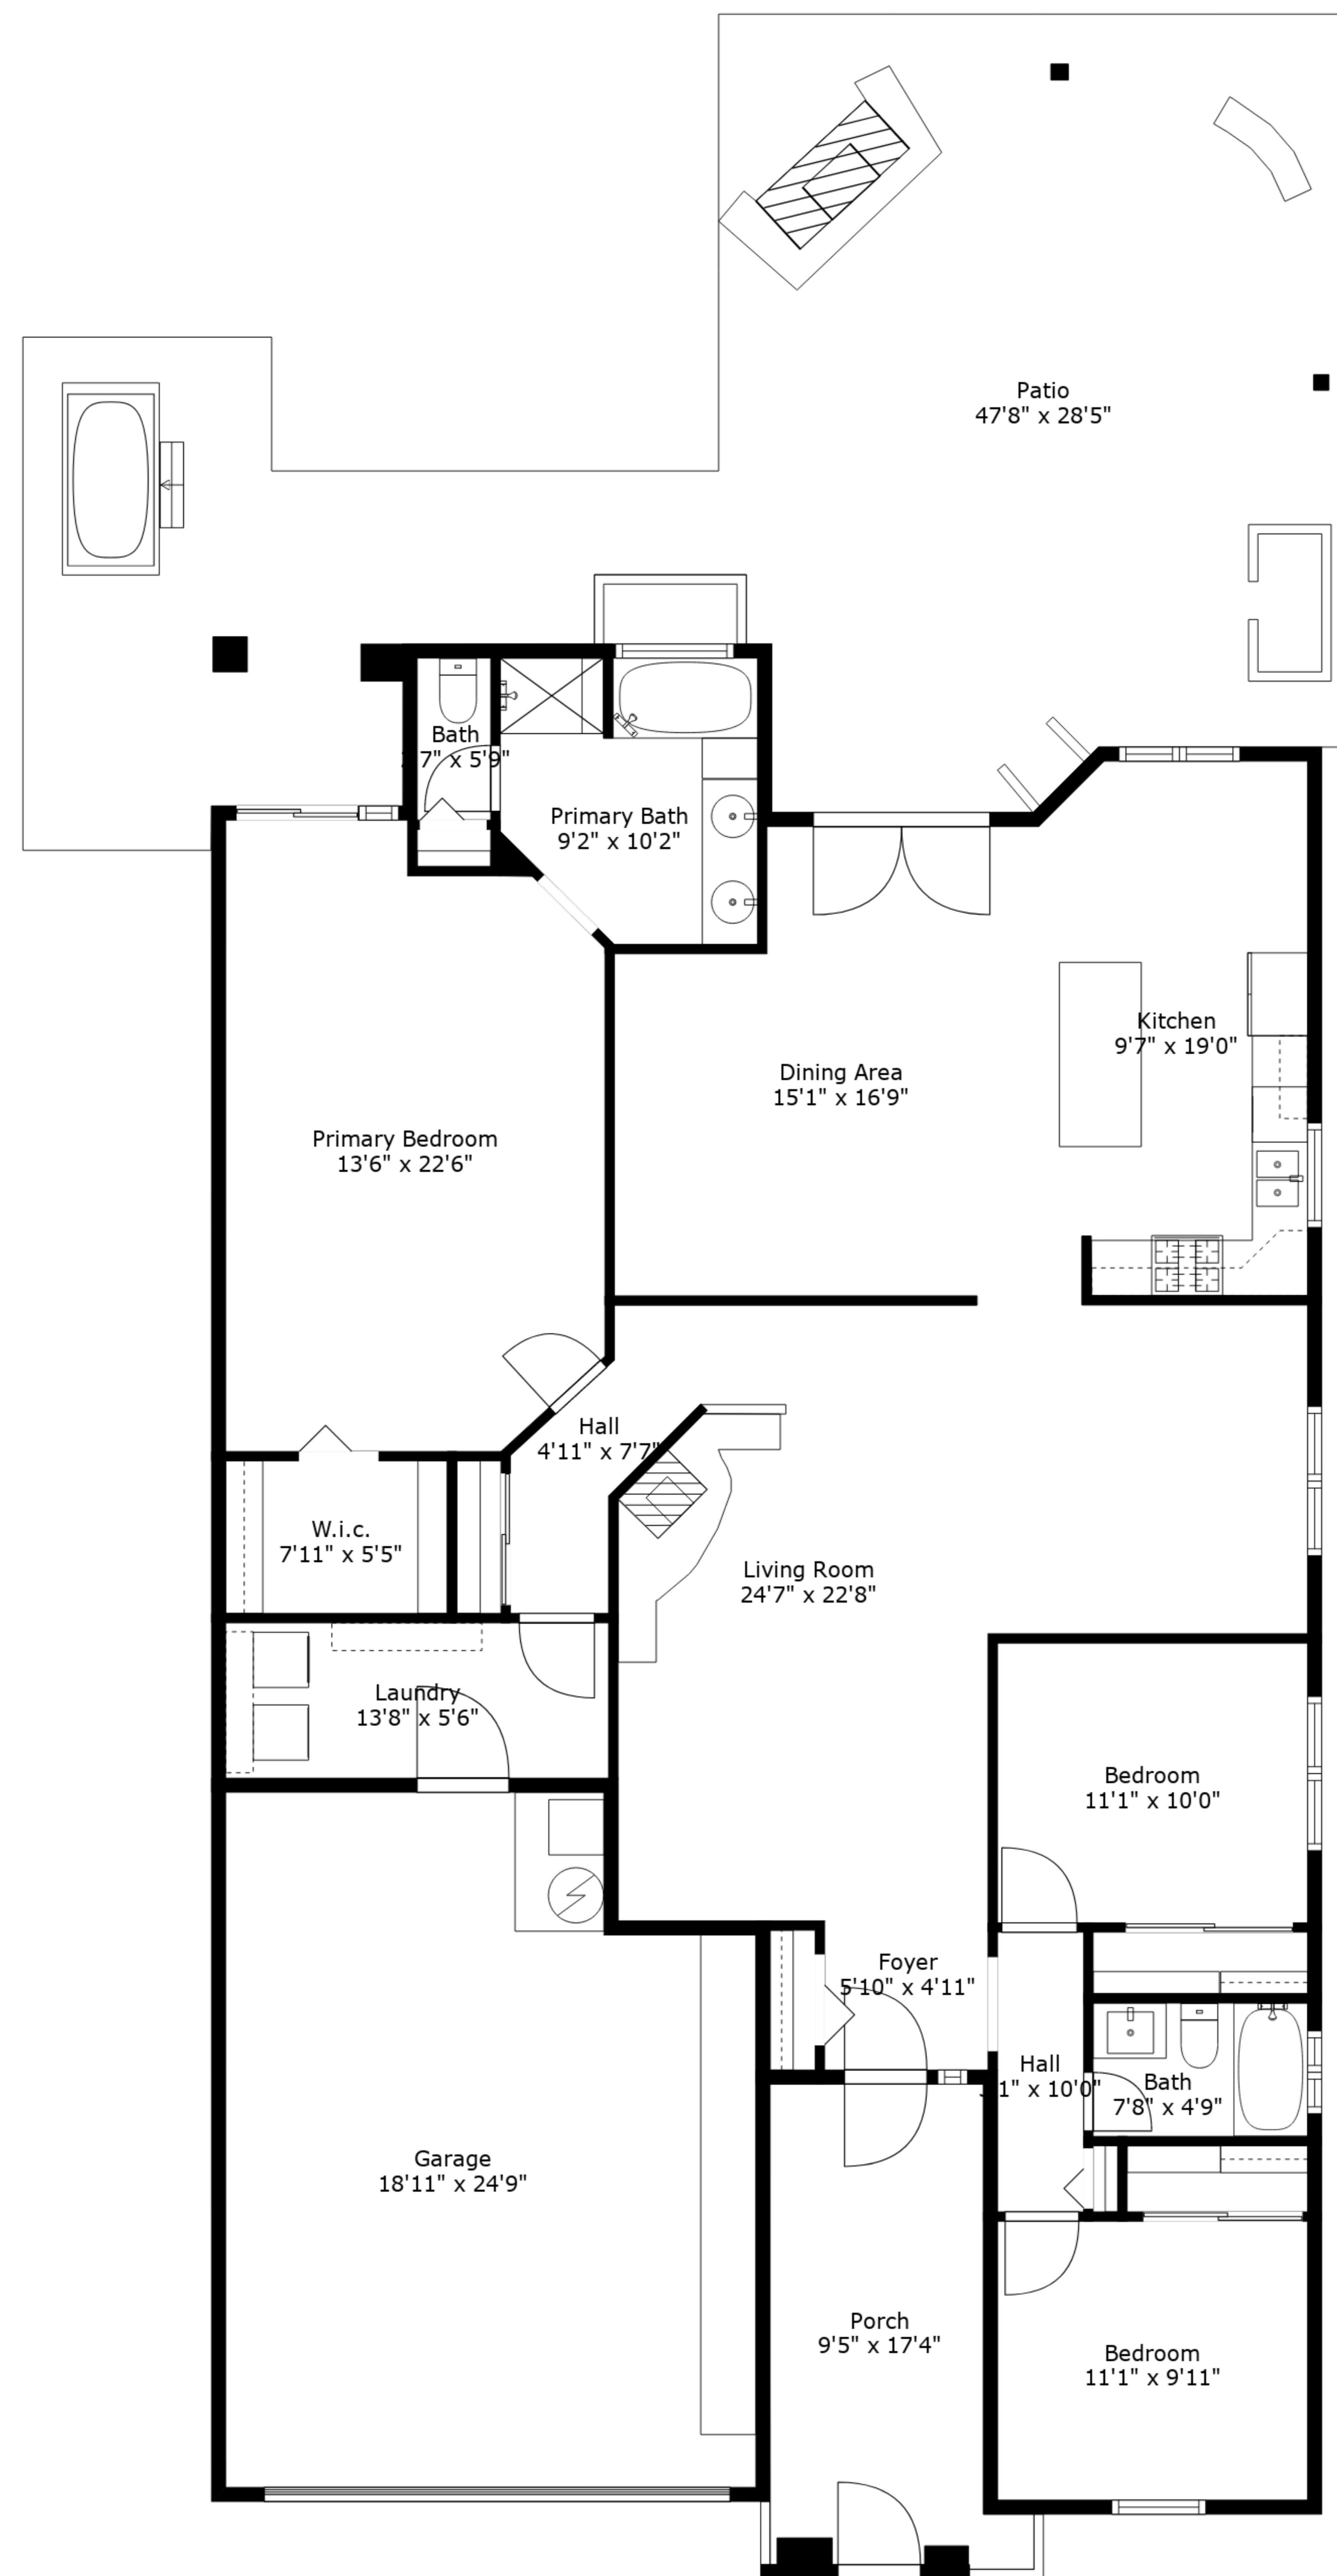 Patio
47'8" x 28'5"
Bath
7" x 5'9"
Primary Bath
9'2" x 10'2"
Kitchen
9'7" x 19'0"
Dining Area
15'1" x 16'9"
Primary Bedroom
13'6" x 22'6"
Hall
4'11" x 7'7"
W.i.c.
7'11" x 5'5"
Living Room
24'7" x 22'8"
Laundry
13'8" x 5'6"
Bedroom
11'1" x 10'0"
Foyer
5'10" x 4'11"
Hall
x 10'0"
Bath
7'8" x 4'9"
Garage
18'11" x 24'9"
Porch
9'5" x 17'4"
Bedroom
11'1" x 9'11"